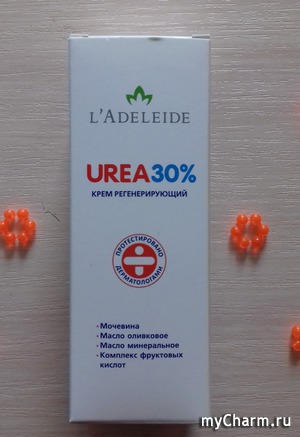 L'ADELEIDE
UREA30%
КРЕМ РЕГЕНЕРИРУЮЩИЙ
ПРОТЕСТИРОВАНО
ДЕРМАТОЛОГАМИ
• Мочевина
• Масло оливковое
• Масло минеральное
• Комплекс фруктовых
кислот
myCharm.ru